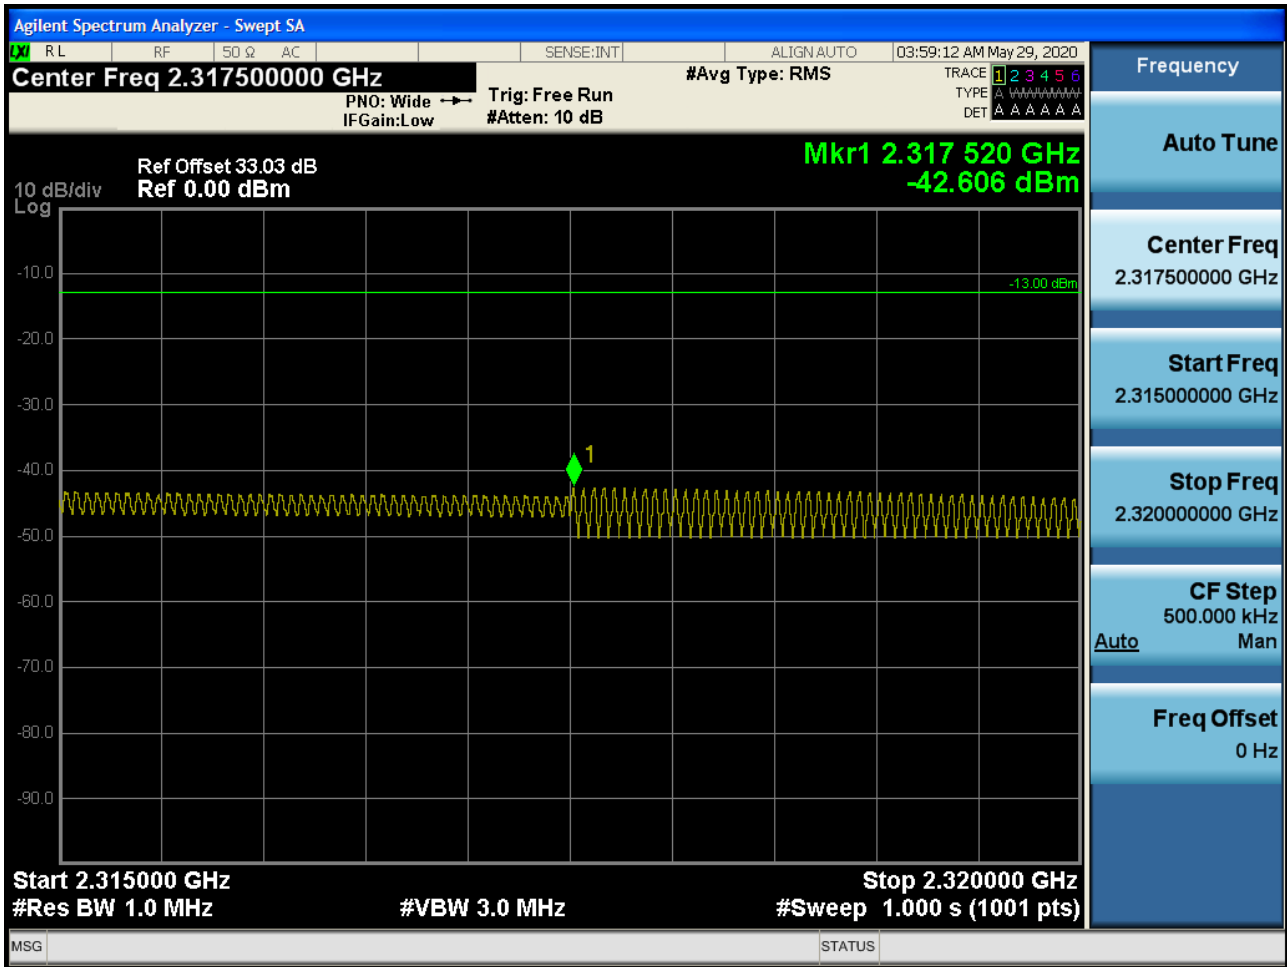 Agilent Spectrum Analyzer - Swept SA
LXI RL RF 50 Ω AC SENSE:INT ALIGN AUTO 03:59:12 AM May 29, 2020
Center Freq 2.317500000 GHz
#Avg Type: RMS
TRACE 1 2 3 4 5 6
TYPE A WWWWW
DET A A A A A A
PNO: Wide
IFGain:Low
Trig: Free Run
#Atten: 10 dB
Mkr1 2.317 520 GHz
-42.606 dBm
Ref Offset 33.03 dB
10 dB/div Ref 0.00 dBm
Log
-10.0
-13.00 dBm
-20.0
-30.0
1
-40.0
-50.0
-60.0
-70.0
-80.0
-90.0
Start 2.315000 GHz
Stop 2.320000 GHz
#Res BW 1.0 MHz
#VBW 3.0 MHz
#Sweep 1.000 s (1001 pts)
MSG
STATUS
Frequency
Auto Tune
Center Freq
2.317500000 GHz
Start Freq
2.315000000 GHz
Stop Freq
2.320000000 GHz
CF Step
500.000 kHz
Auto Man
Freq Offset
0 Hz